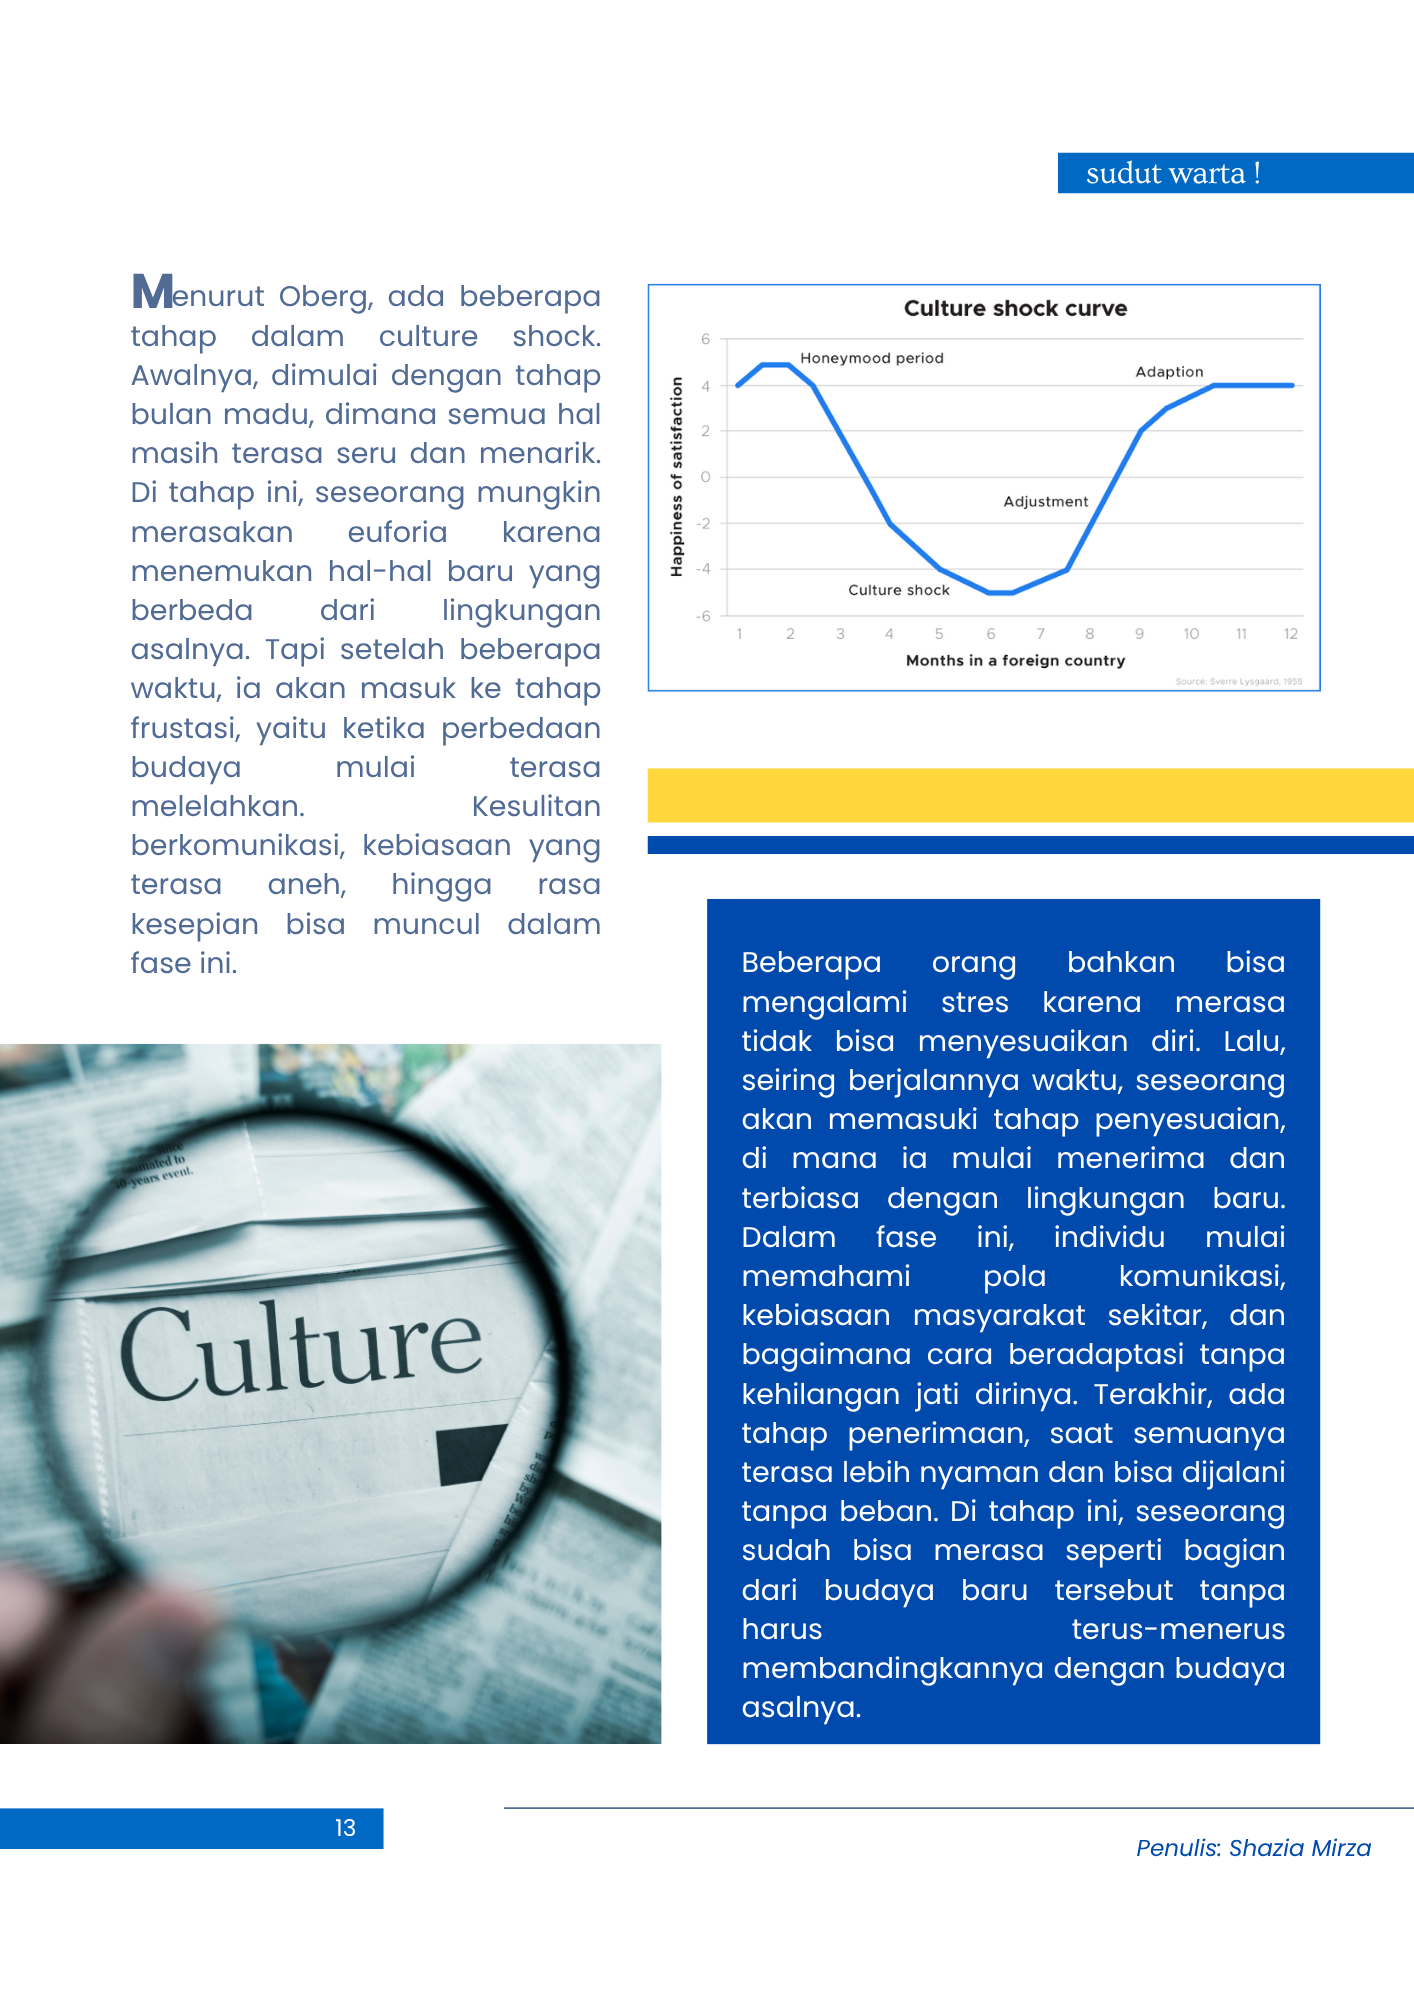 sudut warta !
Menurut Oberg, ada beberapa
tahap dalam culture shock.
Awalnya, dimulai dengan tahap
bulan madu, dimana semua hal
masih terasa seru dan menarik.
Di tahap ini, seseorang mungkin
merasakan euforia karena
menemukan hal-hal baru yang
berbeda dari lingkungan
asalnya. Tapi setelah beberapa
waktu, ia akan masuk ke tahap
frustasi, yaitu ketika perbedaan
budaya mulai terasa
melelahkan. Kesulitan
berkomunikasi, kebiasaan yang
terasa aneh, hingga rasa
kesepian bisa muncul dalam
fase ini.
Culture shock curve
Happiness of satisfaction
6
4
2
0
-2
-4
-6
Honeymood period
Adaption
Adjustment
Culture shock
1 2 3 4 5 6 7 8 9 10 11 12
Months in a foreign country
Source: Sverre Lysgaard, 1955
Beberapa orang bahkan bisa
mengalami stres karena merasa
tidak bisa menyesuaikan diri. Lalu,
seiring berjalannya waktu, seseorang
akan memasuki tahap penyesuaian,
di mana ia mulai menerima dan
terbiasa dengan lingkungan baru.
Dalam fase ini, individu mulai
memahami pola komunikasi,
kebiasaan masyarakat sekitar, dan
bagaimana cara beradaptasi tanpa
kehilangan jati dirinya. Terakhir, ada
tahap penerimaan, saat semuanya
terasa lebih nyaman dan bisa dijalani
tanpa beban. Di tahap ini, seseorang
sudah bisa merasa seperti bagian
dari budaya baru tersebut tanpa
harus terus-menerus
membandingkannya dengan budaya
asalnya.
to
-years event.
Culture
13
Penulis: Shazia Mirza